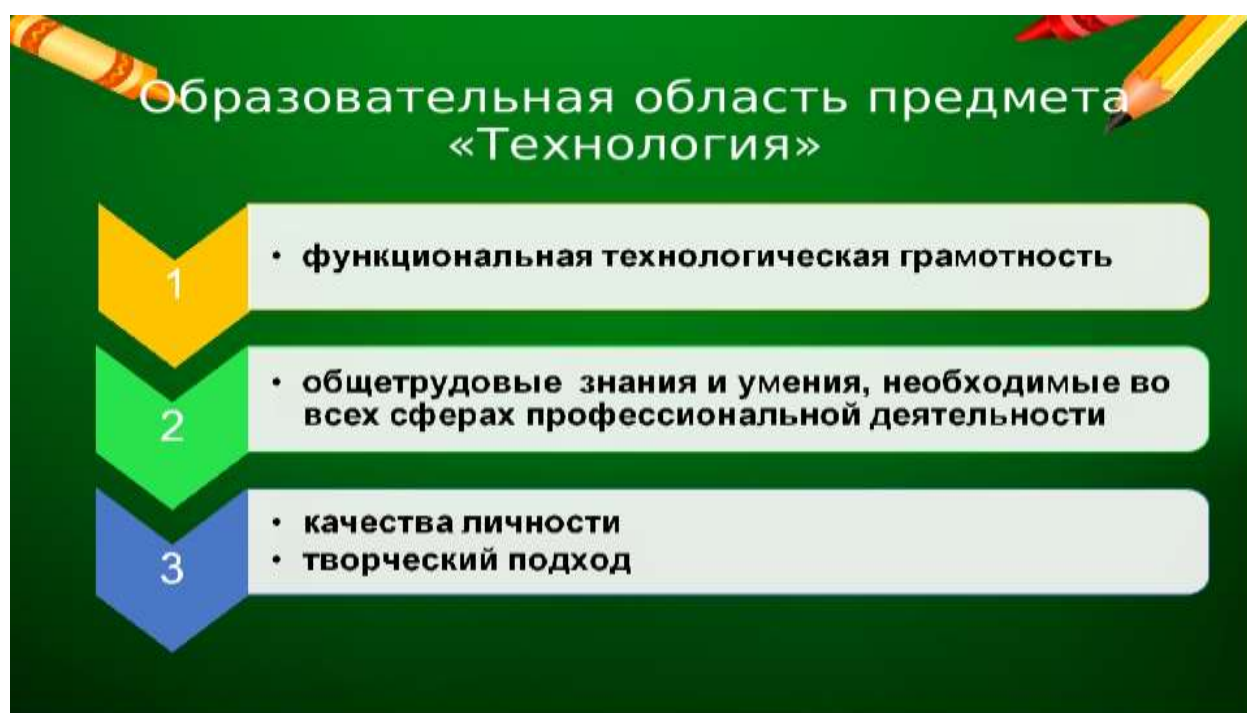 Образовательная область предмета
«Технология»
1
• функциональная технологическая грамотность
2
• общетрудовые знания и умения, необходимые во
всех сферах профессиональной деятельности
3
• качества личности
• творческий подход